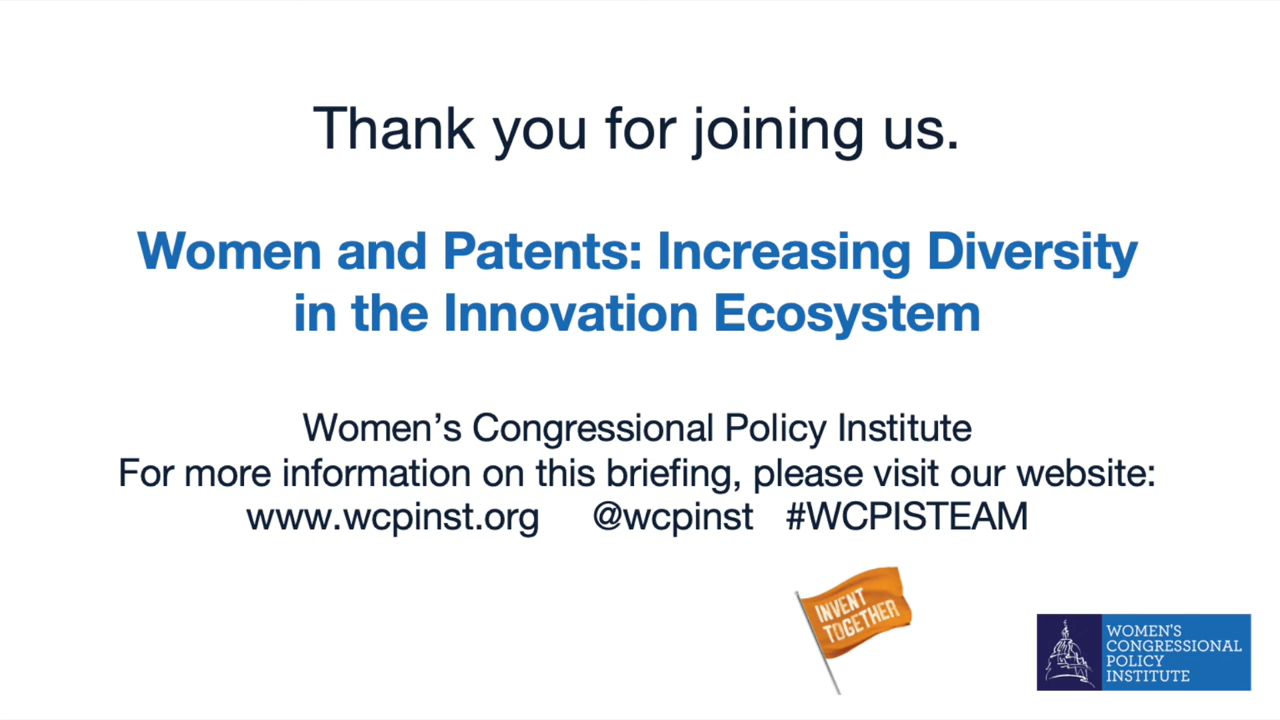 Thank you for joining us.
Women and Patents: Increasing Diversity
in the Innovation Ecosystem
Women’s Congressional Policy Institute
For more information on this briefing, please visit our website:
www.wcpinst.org @wcpinst #WCPISTEAM
INVENT
TOGETHER
WOMEN'S
CONGRESSIONAL
POLICY
INSTITUTE